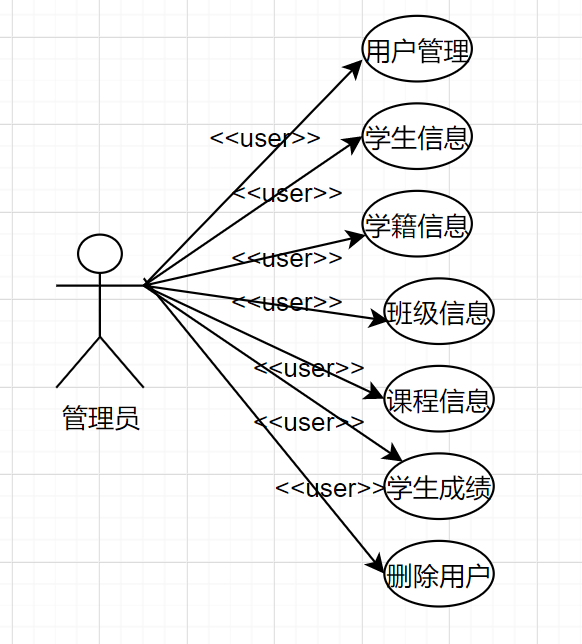 用户管理
<<user>>
学生信息
<<user>>
学籍信息
<<user>>
班级信息
<<user>>
课程信息
<<user>>
管理员
<<user>>
学生成绩
<<user>>
删除用户